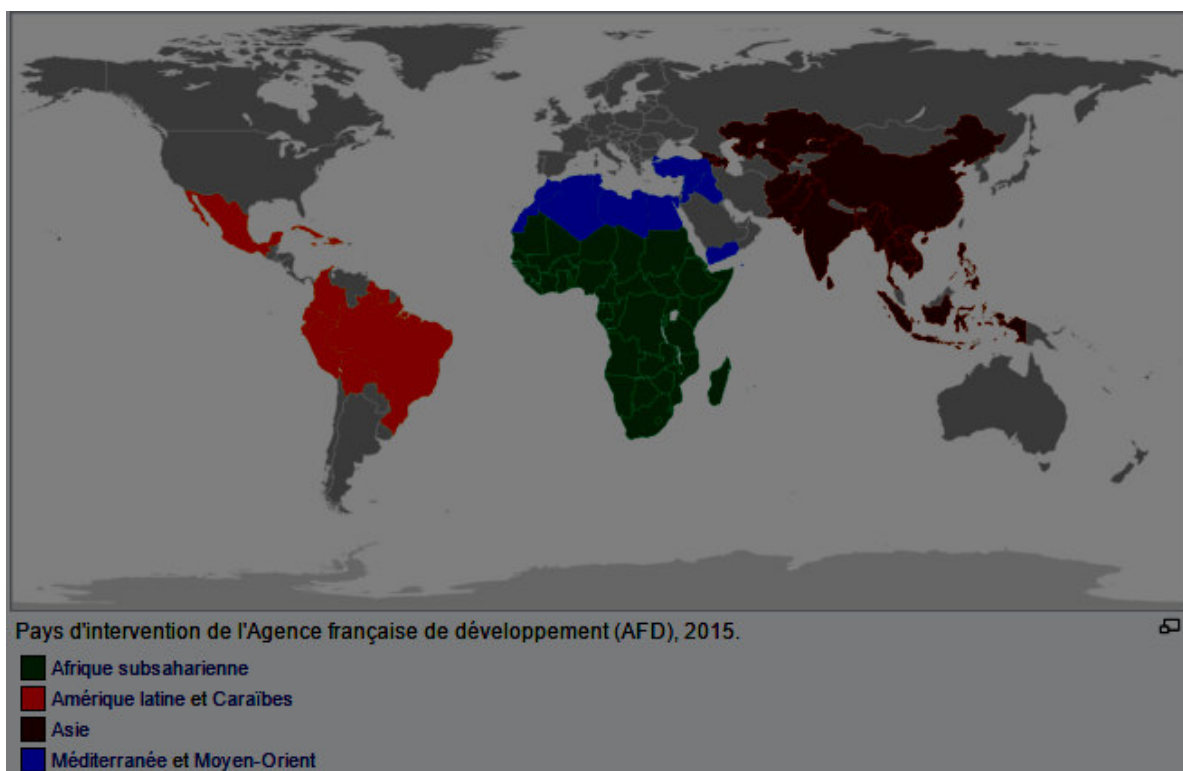 Pays d'intervention de l'Agence française de développement (AFD), 2015.
Afrique subsaharienne
Amérique latine et Caraïbes
Asie
Méditerranée et Moyen-Orient